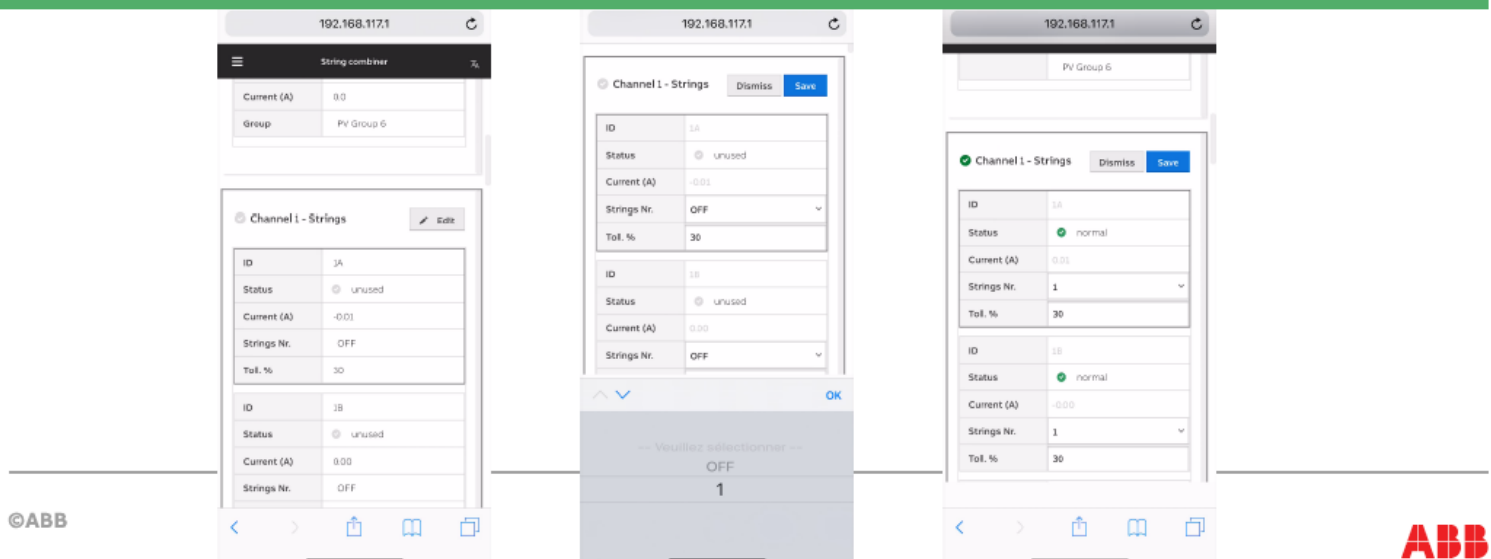 192.168.117.1
String combiner
Current (A) 0.0
Group PV Group 6
Channel 1 - Strings Edit
ID 1A
Status unused
Current (A) -0.01
Strings Nr. OFF
Toll. % 30
ID 1B
Status unused
Current (A) 0.00
Strings Nr. OFF
192.168.117.1
Channel 1 - Strings Dismiss Save
ID 1A
Status unused
Current (A) -0.01
Strings Nr. OFF
Toll. % 30
ID 1B
Status unused
Current (A) 0.00
Strings Nr. OFF
OK
--- Veuillez sélectionner ---
OFF
1
192.168.117.1
PV Group 6
Channel 1 - Strings Dismiss Save
ID 1A
Status normal
Current (A) 0.01
Strings Nr. 1
Toll. % 30
ID 1B
Status normal
Current (A) -0.00
Strings Nr. 1
Toll. % 30
©ABB
ABB